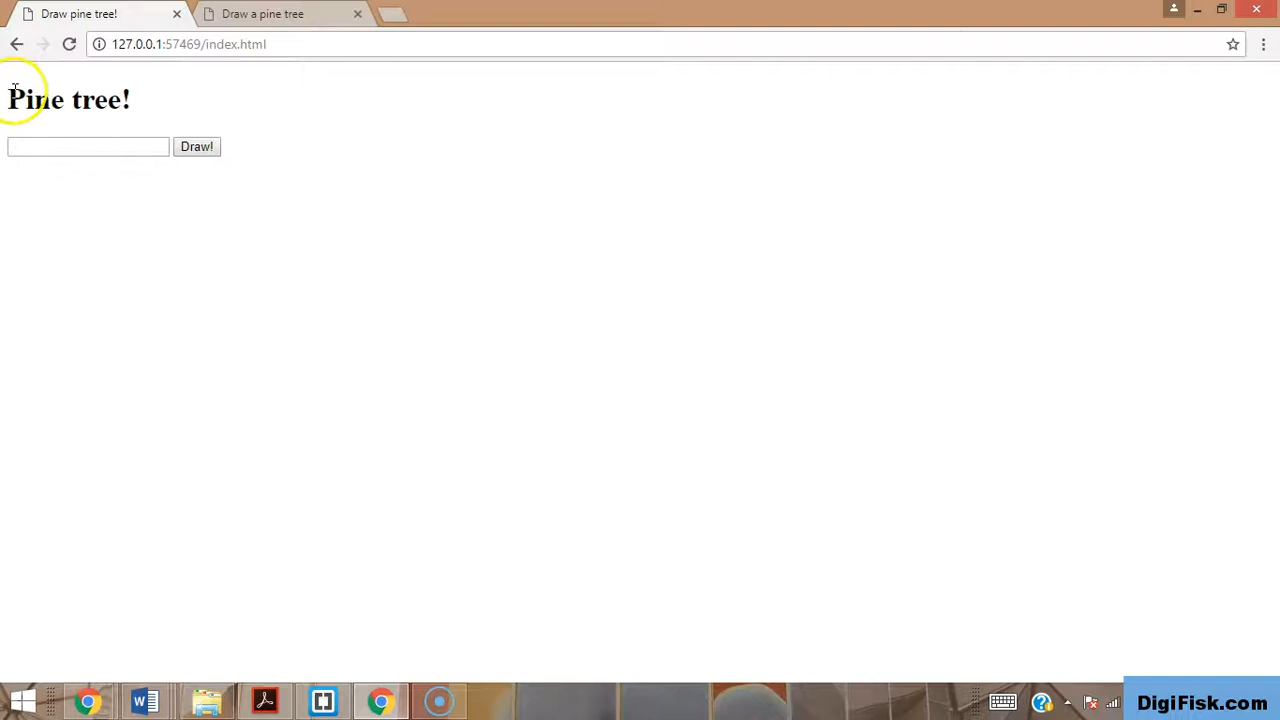 Draw pine tree!
Draw a pine tree
127.0.0.1:57469/index.html
Pine tree!
Draw!
DigiFisk.com